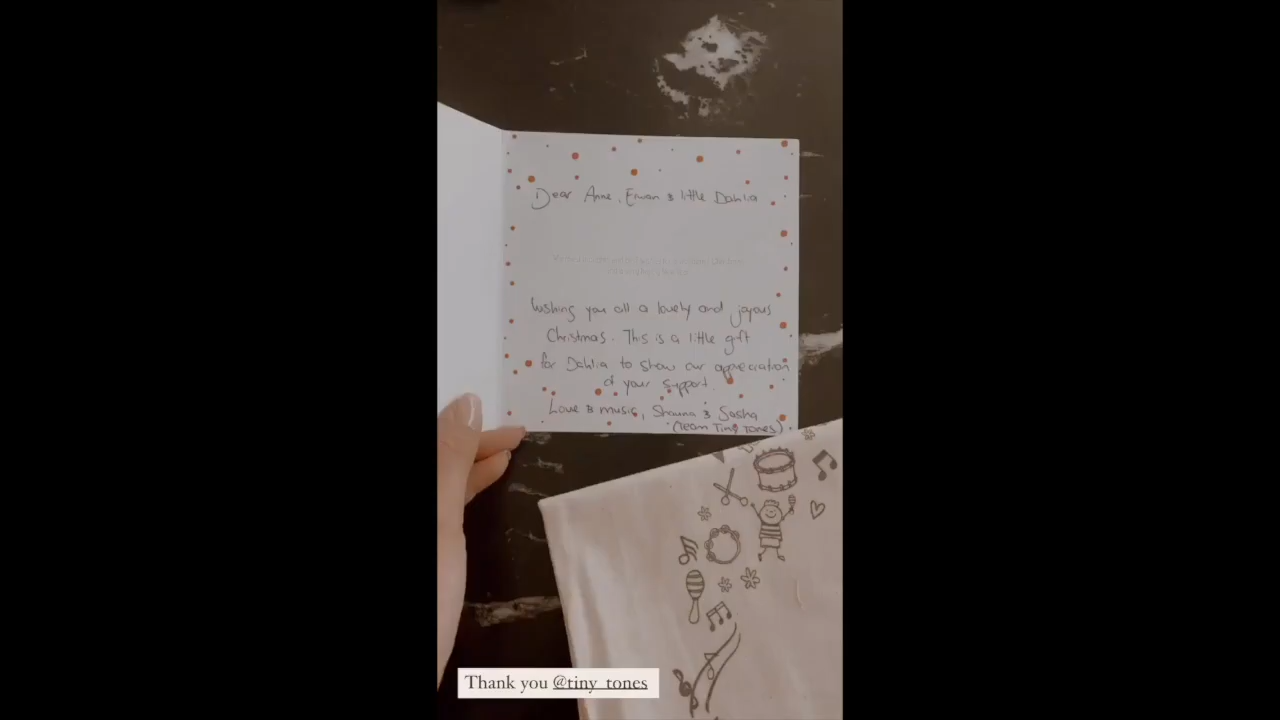 Dear Anne, Erwan & little Dahlia
Wishing you all a lovely and joyous
Christmas. This is a little gift
for Dahlia to show our appreciation
of your support.
Love & music, Shauna & Sasha
(Team Tiny Tones)
Thank you @tiny_tones